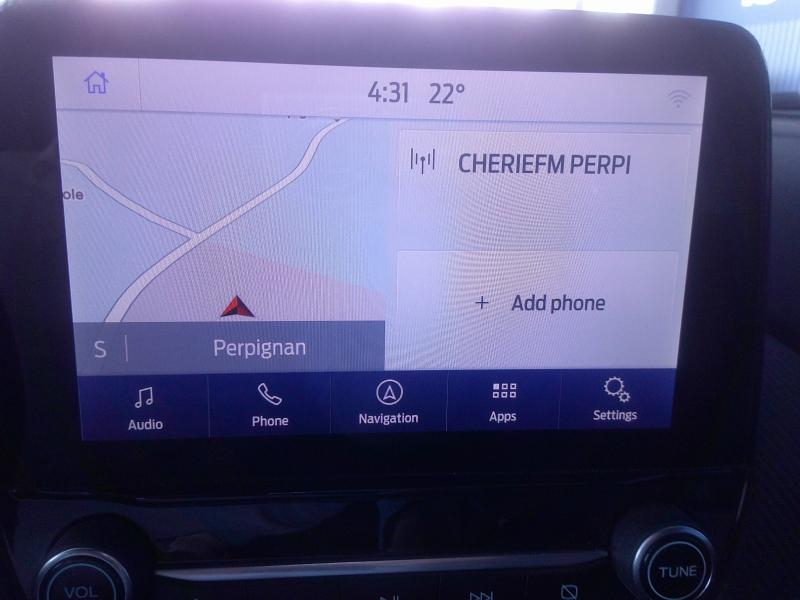 4:31 22°
CHERIEFM PERPI
ole
+ Add phone
S Perpignan
Audio
Phone
Navigation
Apps
Settings
VOL
TUNE